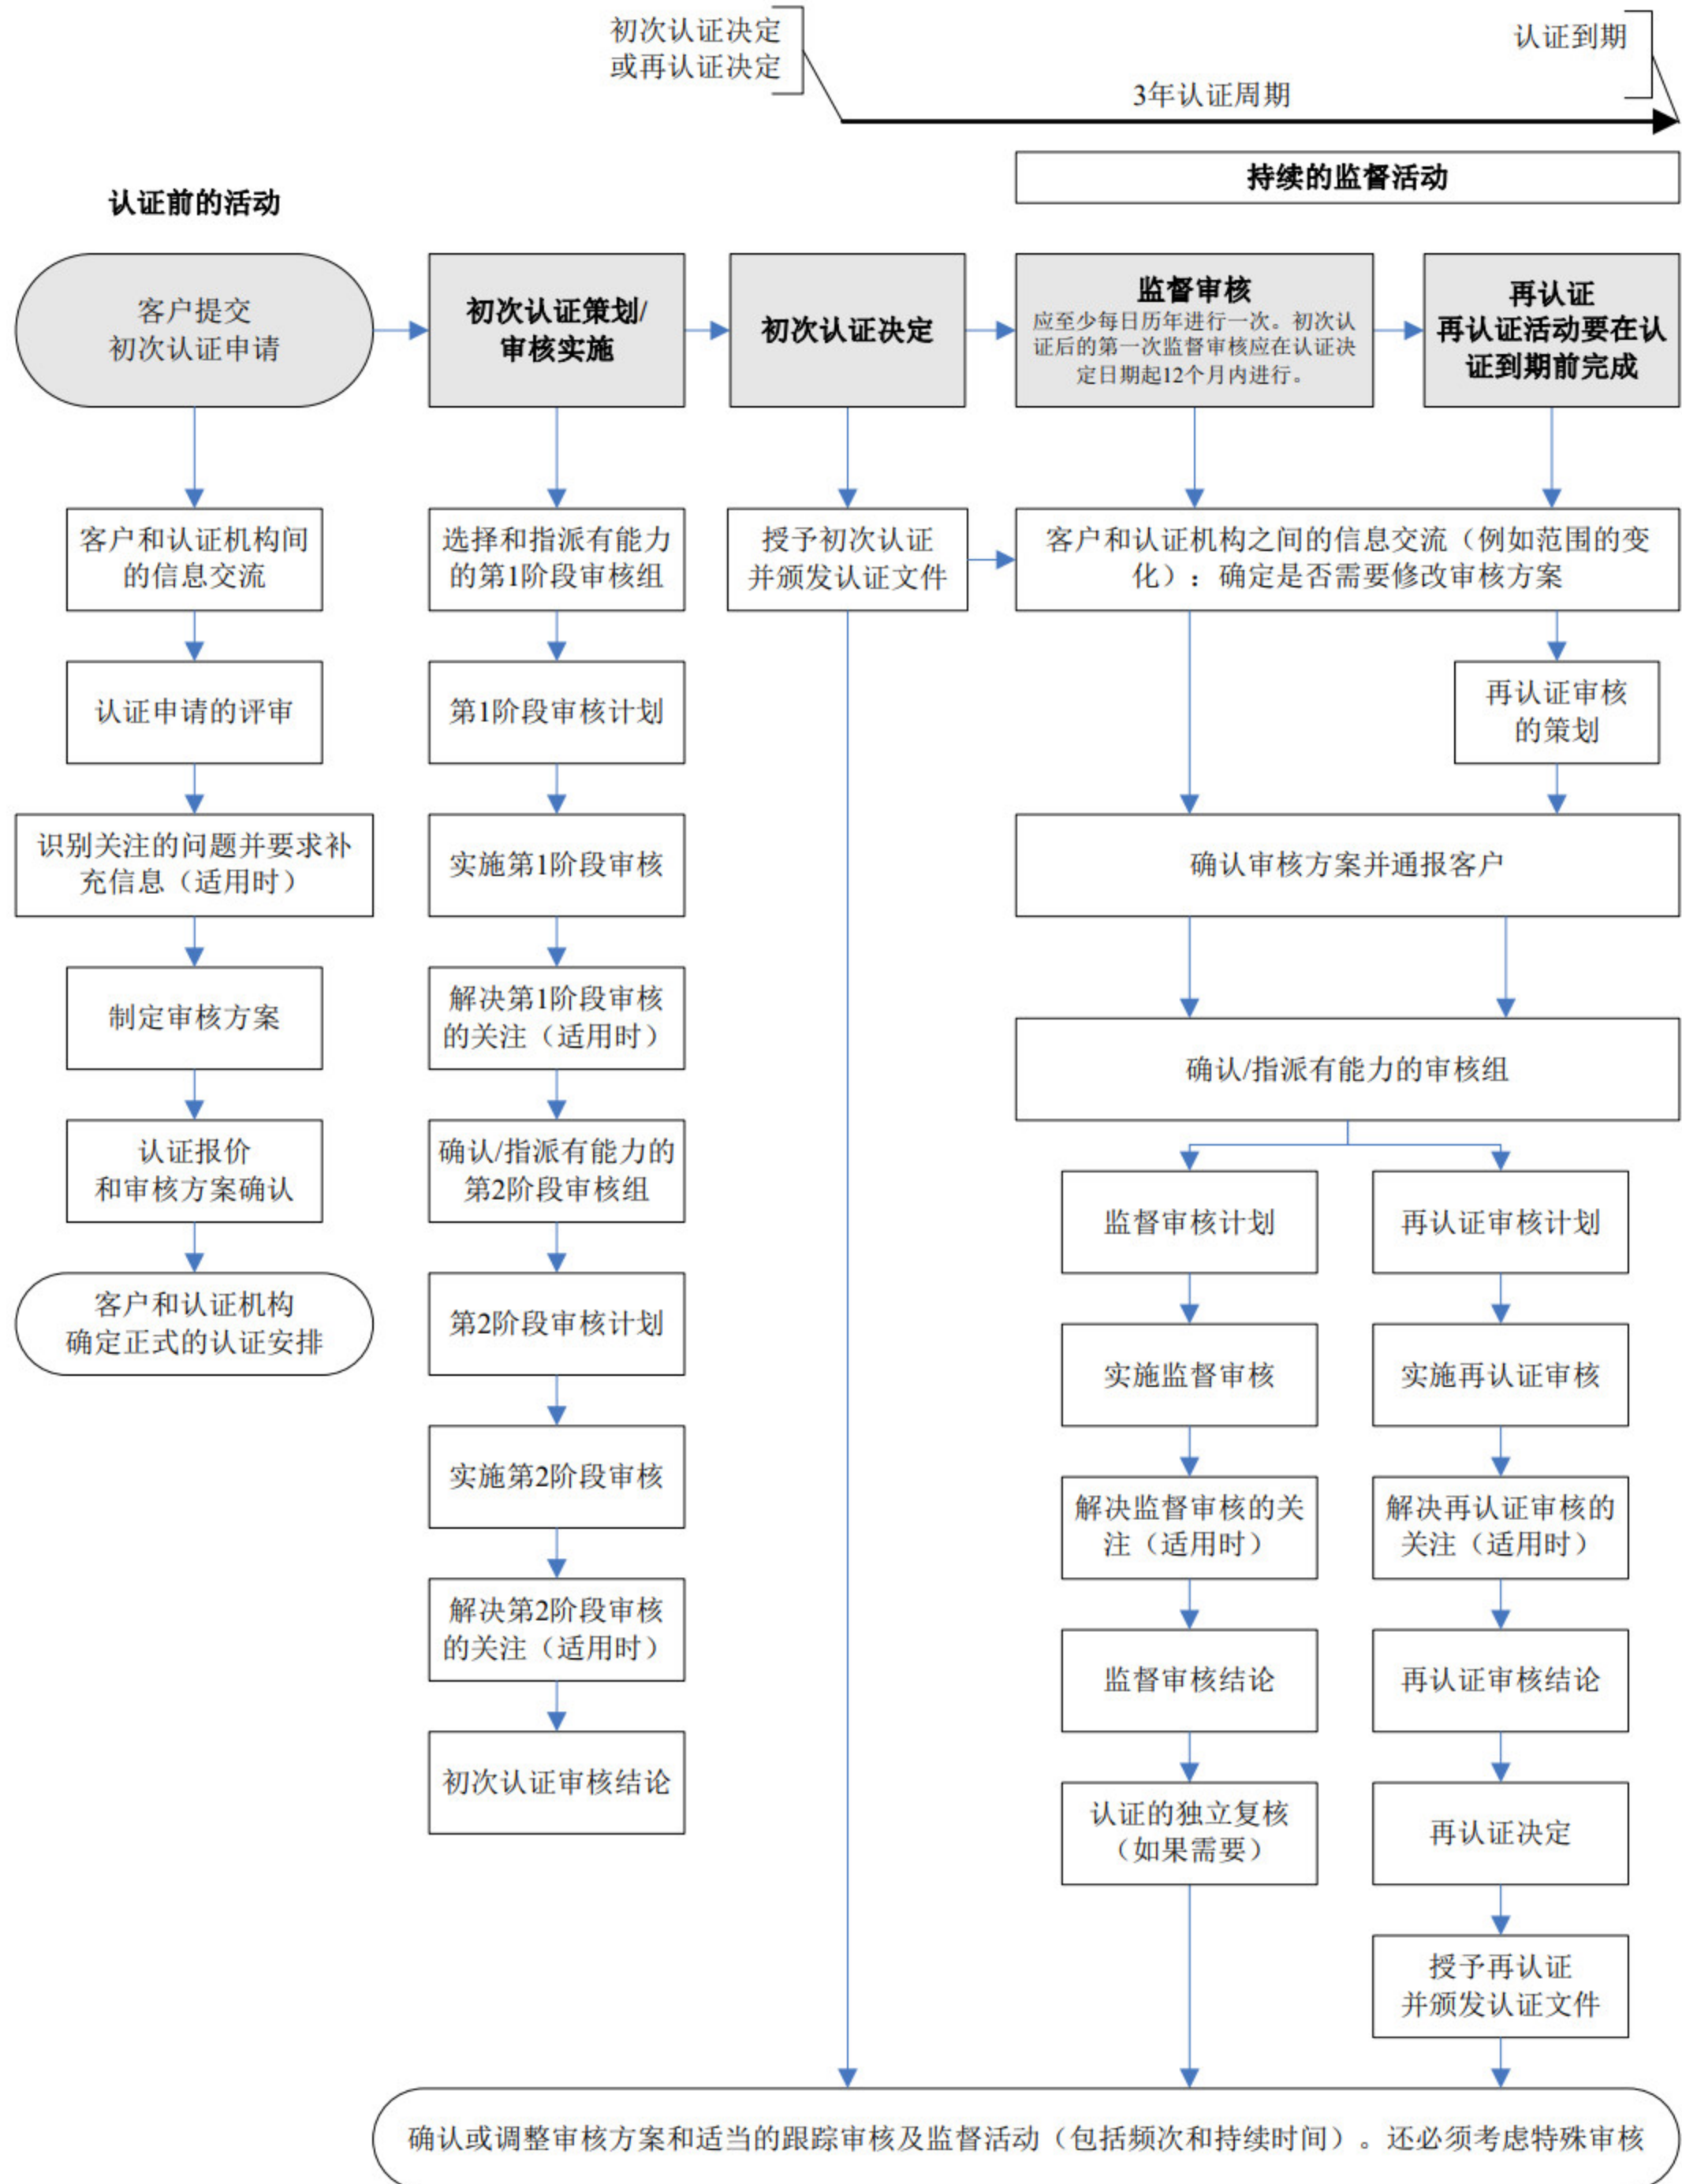 初次认证决定
或再认证决定
认证到期
3年认证周期
持续的监督活动
认证前的活动
客户提交
初次认证申请
初次认证策划/
审核实施
初次认证决定
监督审核
应至少每日历年进行一次。初次认
证后的第一次监督审核应在认证决
定日期起12个月内进行。
再认证
再认证活动要在认
证到期前完成
客户和认证机构间
的信息交流
认证申请的评审
识别关注的问题并要求补
充信息（适用时）
制定审核方案
认证报价
和审核方案确认
客户和认证机构
确定正式的认证安排
选择和指派有能力
的第1阶段审核组
第1阶段审核计划
实施第1阶段审核
解决第1阶段审核
的关注（适用时）
确认/指派有能力的
第2阶段审核组
第2阶段审核计划
实施第2阶段审核
解决第2阶段审核
的关注（适用时）
初次认证审核结论
授予初次认证
并颁发认证文件
客户和认证机构之间的信息交流（例如范围的变
化）：确定是否需要修改审核方案
再认证审核
的策划
确认审核方案并通报客户
确认/指派有能力的审核组
监督审核计划
实施监督审核
解决监督审核的关
注（适用时）
监督审核结论
认证的独立复核
（如果需要）
再认证审核计划
实施再认证审核
解决再认证审核的
关注（适用时）
再认证审核结论
再认证决定
授予再认证
并颁发认证文件
确认或调整审核方案和适当的跟踪审核及监督活动（包括频次和持续时间）。还必须考虑特殊审核